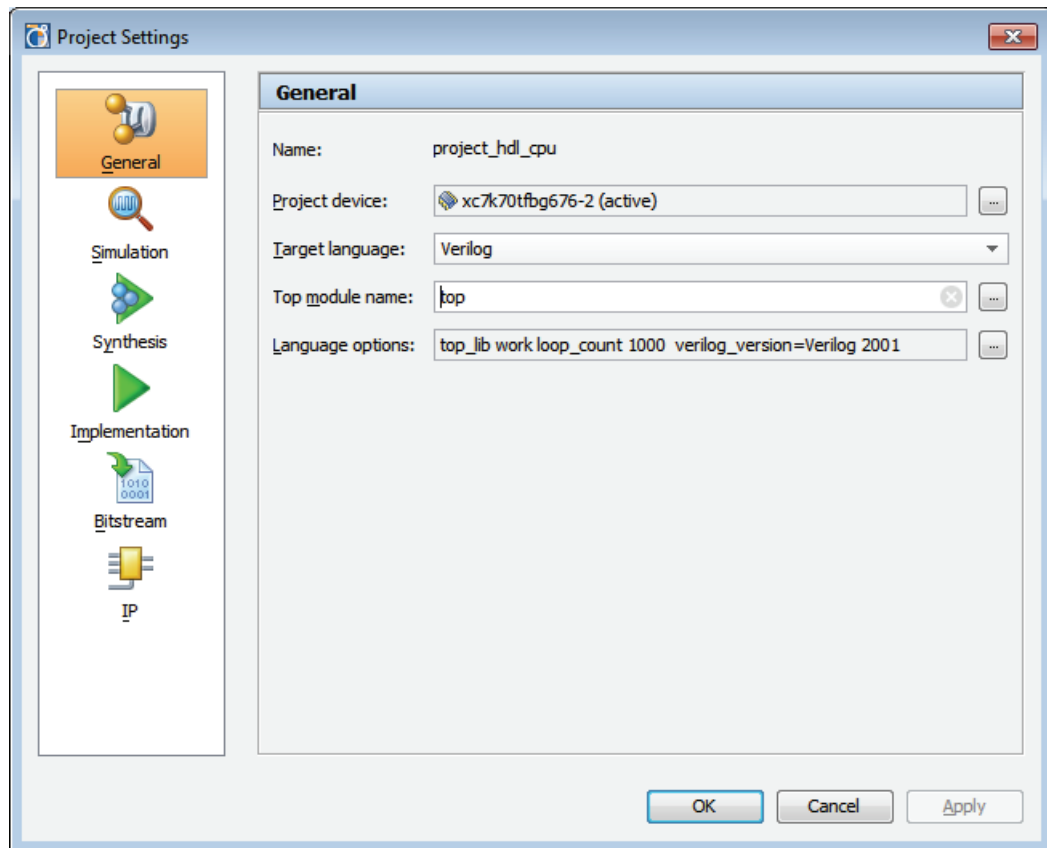 Project Settings
General
Simulation
Synthesis
Implementation
1010
0001
Bitstream
IP
General
Name: project_hdl_cpu
Project device: xc7k70tfbg676-2 (active) ...
Target language: Verilog
Top module name: top ...
Language options: top_lib work loop_count 1000 verilog_version=Verilog 2001 ...
OK Cancel Apply